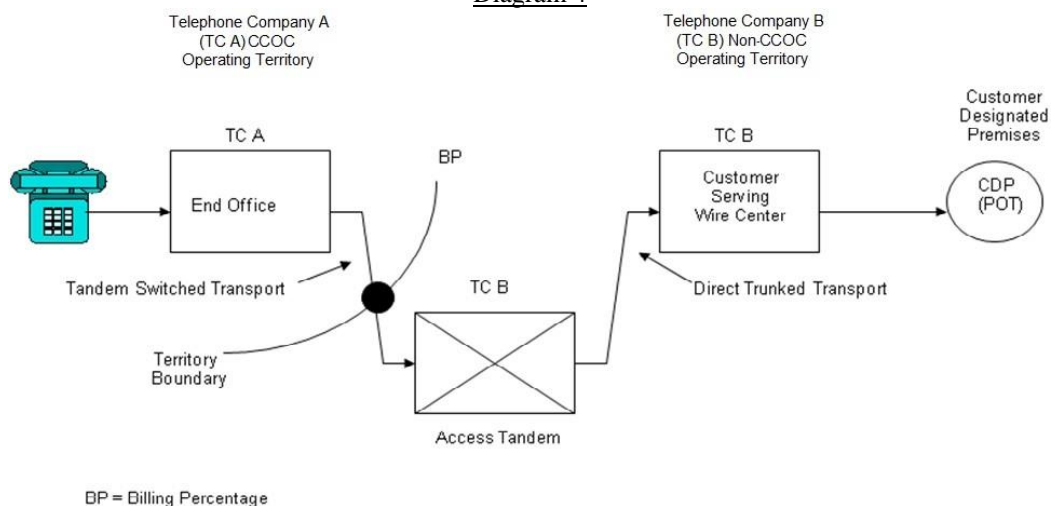 Telephone Company A
(TC A) CCOC
Operating Territory
Telephone Company B
(TC B) Non-CCOC
Operating Territory
Customer
Designated
Premises
TC A
BP
TC B
End Office
Customer
Serving
Wire Center
CDP
(POT)
Tandem Switched Transport
TC B
Direct Trunked Transport
Territory
Boundary
Access Tandem
BP = Billing Percentage